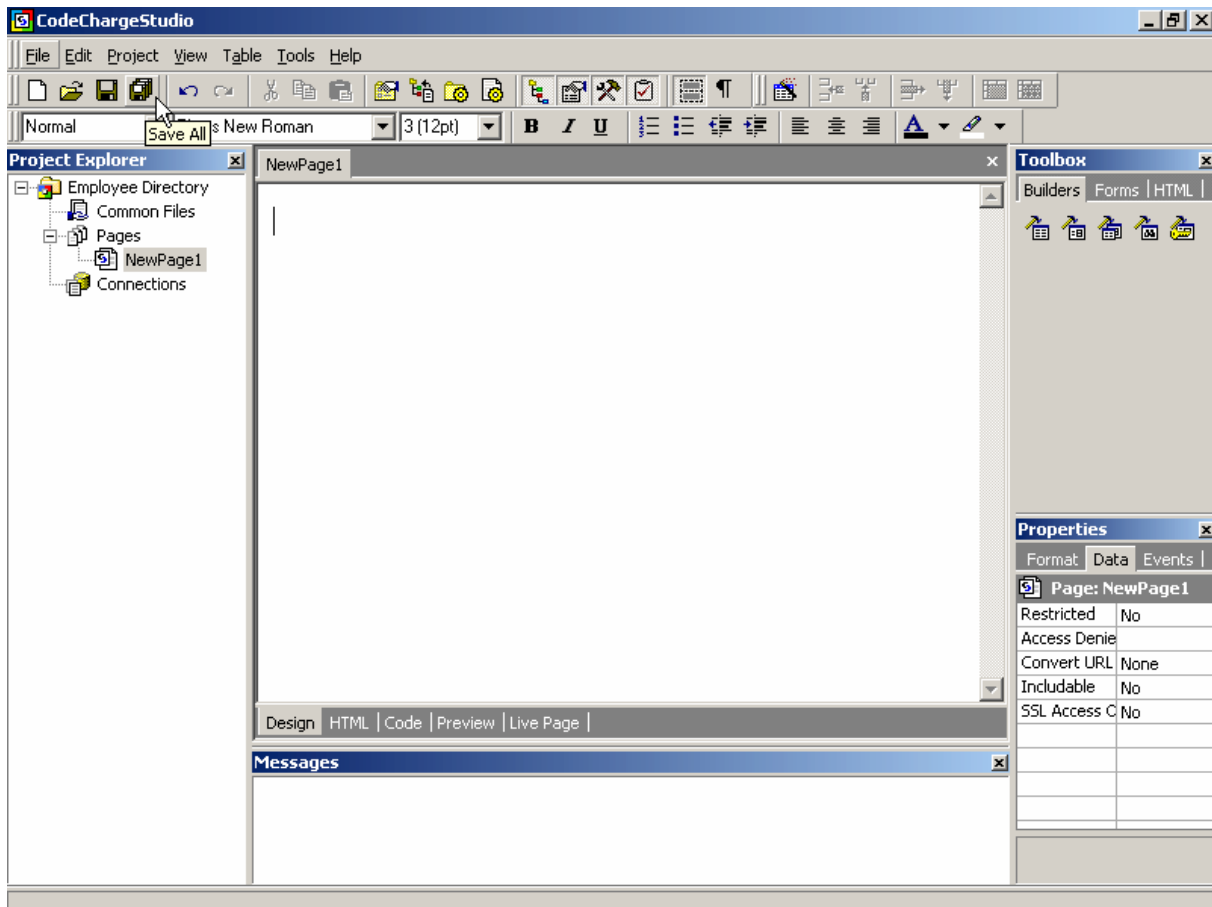 CodeChargeStudio
File Edit Project View Table Tools Help
Normal s New Roman 3 (12pt) B I U A
Save All
Project Explorer
Employee Directory
Common Files
Pages
NewPage1
Connections
NewPage1
Design HTML Code Preview Live Page
Messages
Toolbox
Builders Forms HTML
Properties
Format Data Events
Page: NewPage1
Restricted No
Access Denie
Convert URL None
Includable No
SSL Access C No